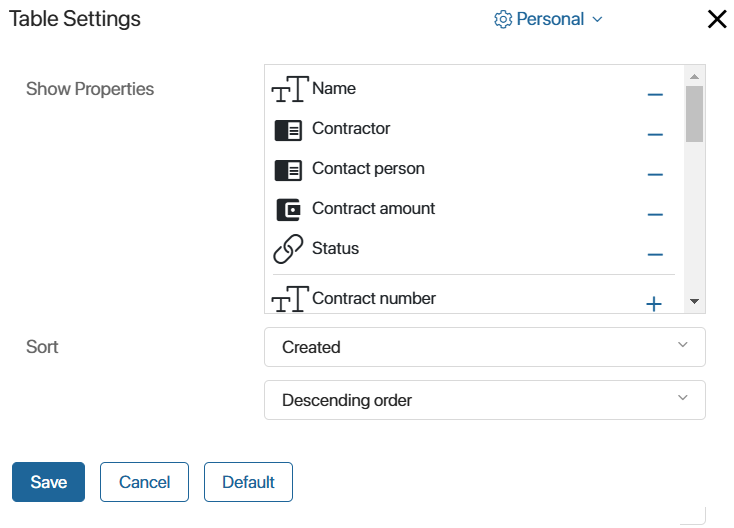 Table Settings
Personal
Show Properties
Name
Contractor
Contact person
Contract amount
Status
Contract number
Sort
Created
Descending order
Save
Cancel
Default